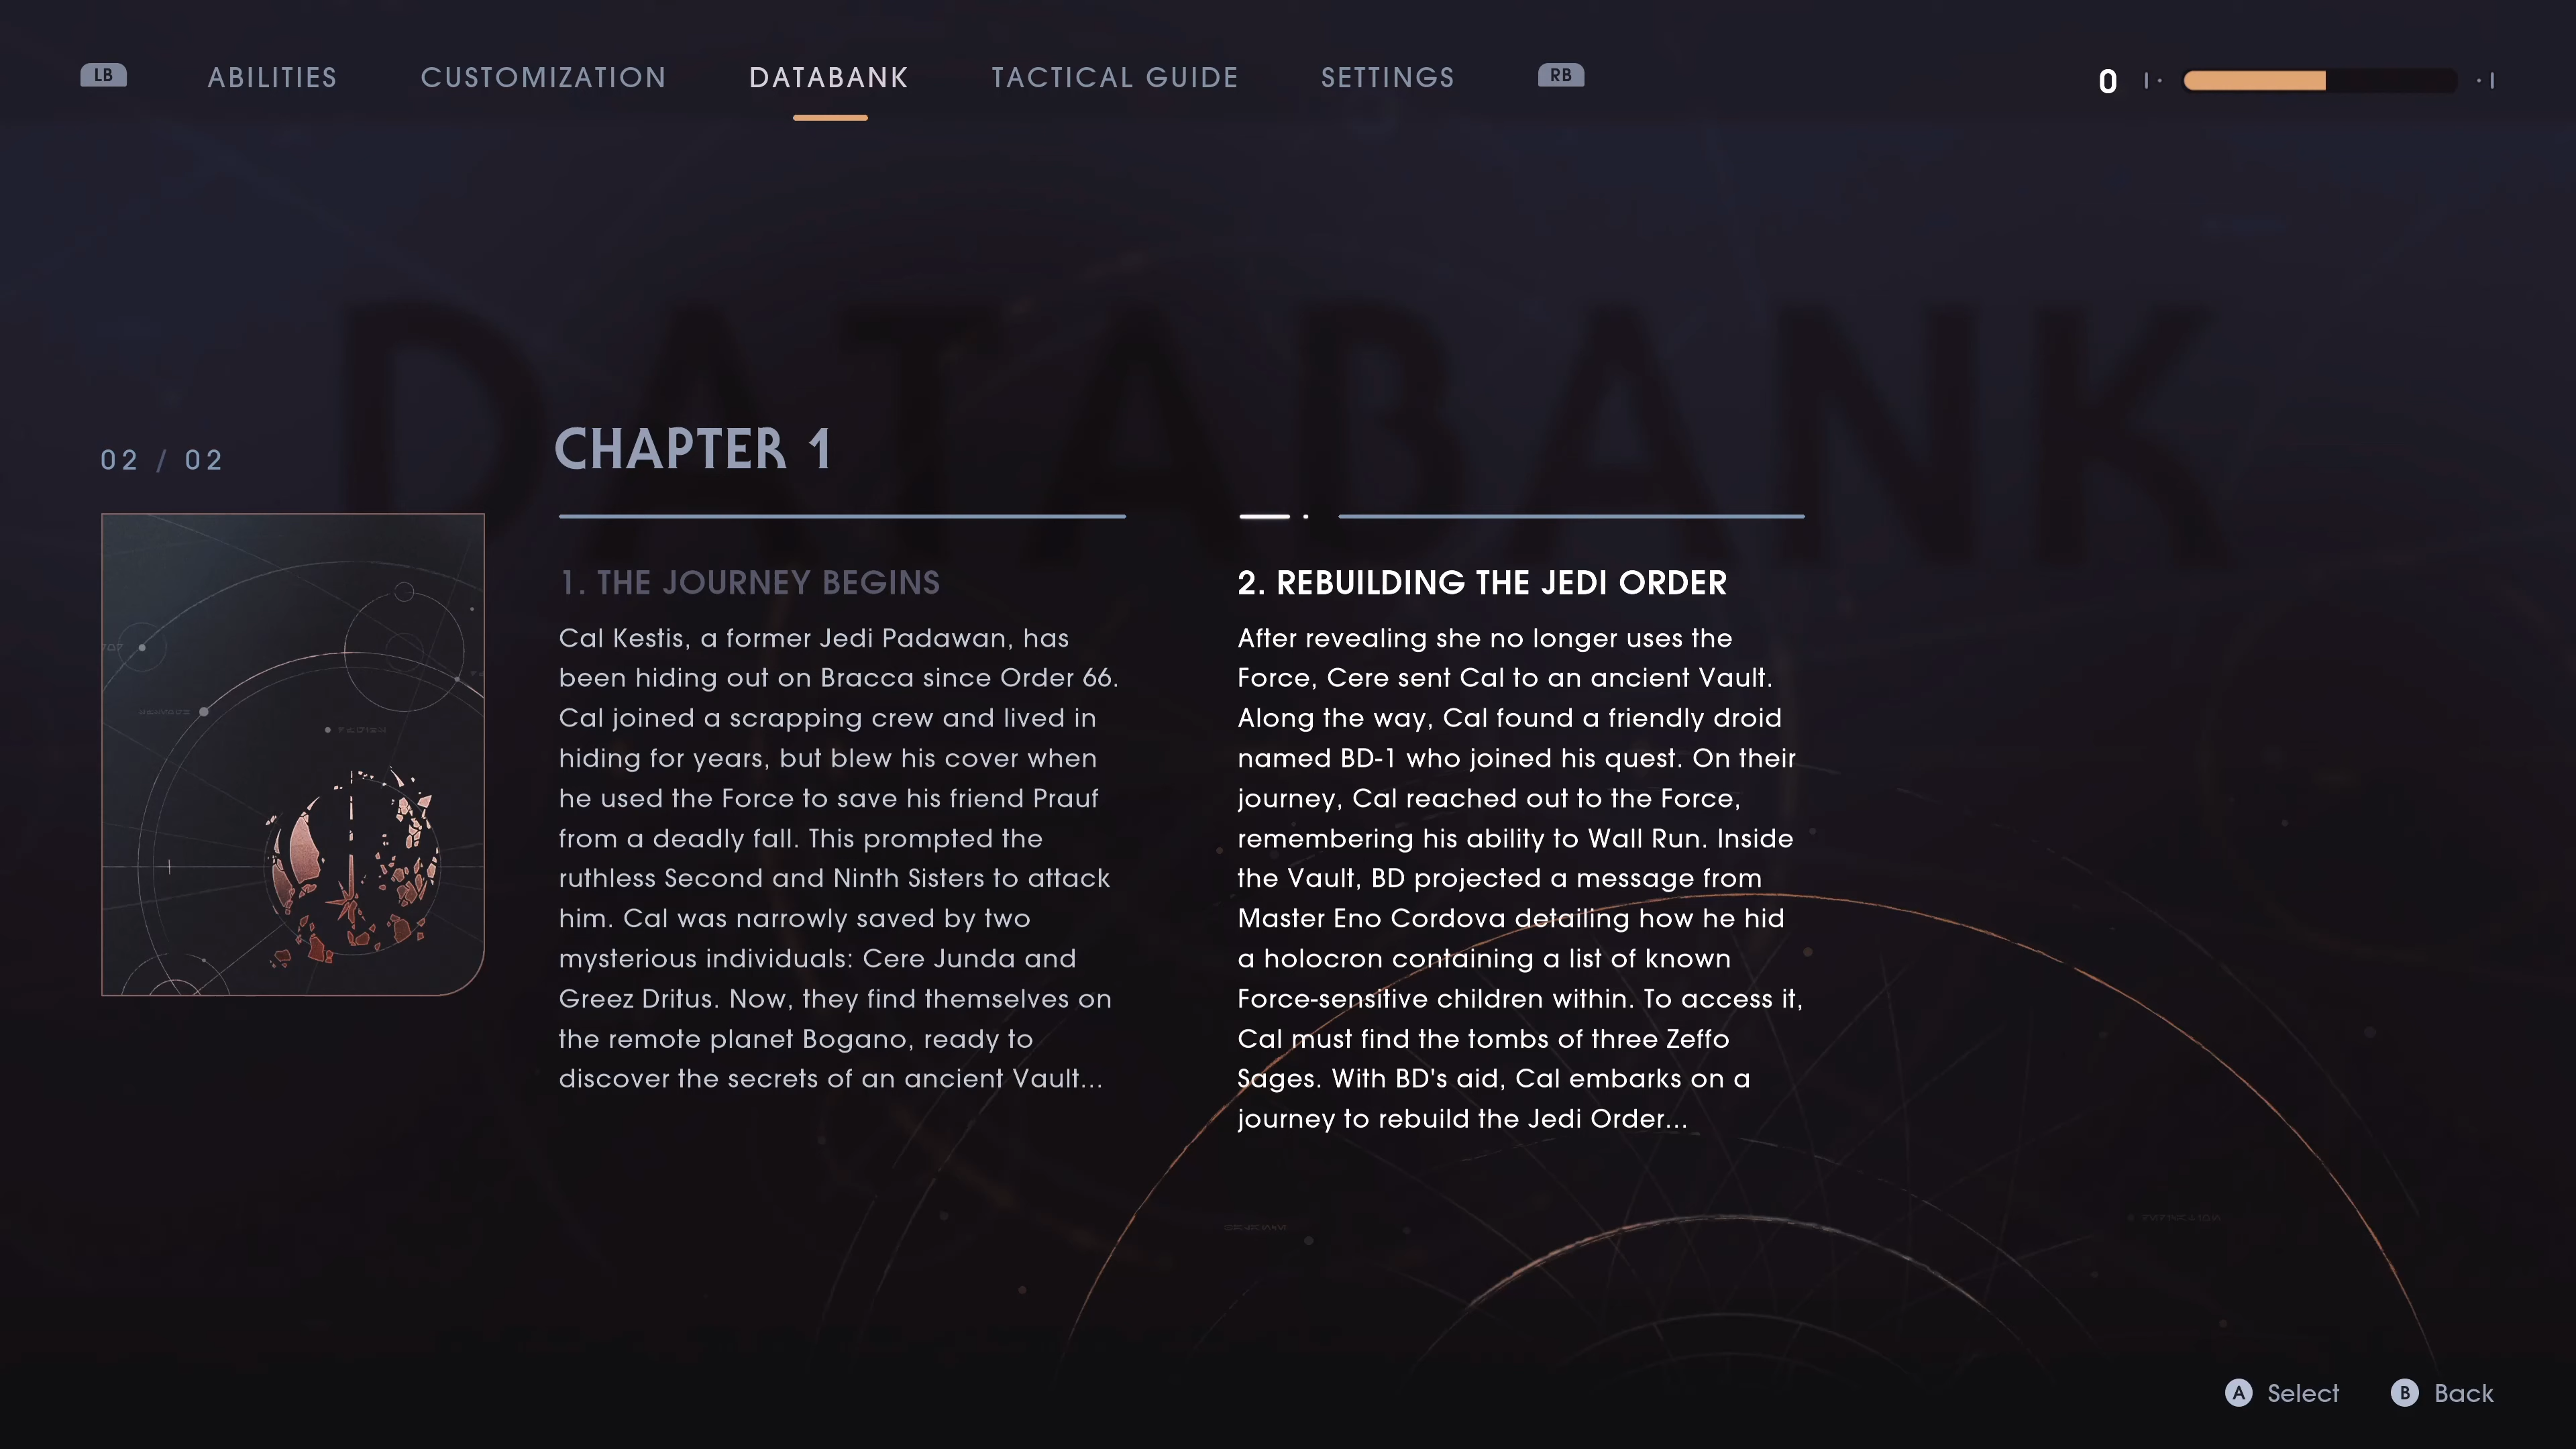 LB ABILITIES CUSTOMIZATION DATABANK TACTICAL GUIDE SETTINGS RB 0
DATABANK
02 / 02
CHAPTER 1
1. THE JOURNEY BEGINS
Cal Kestis, a former Jedi Padawan, has
been hiding out on Bracca since Order 66.
Cal joined a scrapping crew and lived in
hiding for years, but blew his cover when
he used the Force to save his friend Prauf
from a deadly fall. This prompted the
ruthless Second and Ninth Sisters to attack
him. Cal was narrowly saved by two
mysterious individuals: Cere Junda and
Greez Dritus. Now, they find themselves on
the remote planet Bogano, ready to
discover the secrets of an ancient Vault...
2. REBUILDING THE JEDI ORDER
After revealing she no longer uses the
Force, Cere sent Cal to an ancient Vault.
Along the way, Cal found a friendly droid
named BD-1 who joined his quest. On their
journey, Cal reached out to the Force,
remembering his ability to Wall Run. Inside
the Vault, BD projected a message from
Master Eno Cordova detailing how he hid
a holocron containing a list of known
Force-sensitive children within. To access it,
Cal must find the tombs of three Zeffo
Sages. With BD's aid, Cal embarks on a
journey to rebuild the Jedi Order...
A Select B Back